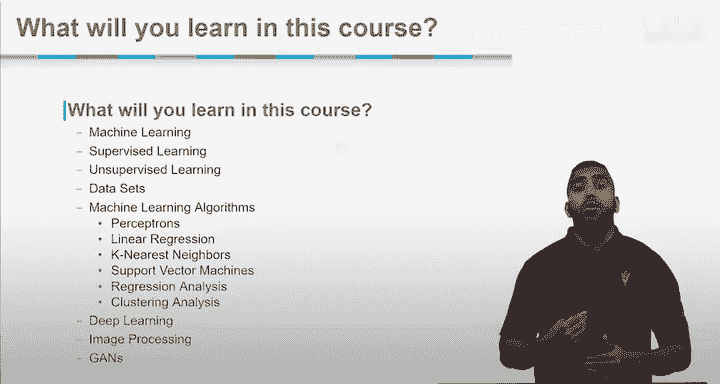 What will you learn in this course?
What will you learn in this course?
– Machine Learning
– Supervised Learning
– Unsupervised Learning
– Data Sets
– Machine Learning Algorithms
• Perceptrons
• Linear Regression
• K-Nearest Neighbors
• Support Vector Machines
• Regression Analysis
• Clustering Analysis
– Deep Learning
– Image Processing
– GANs